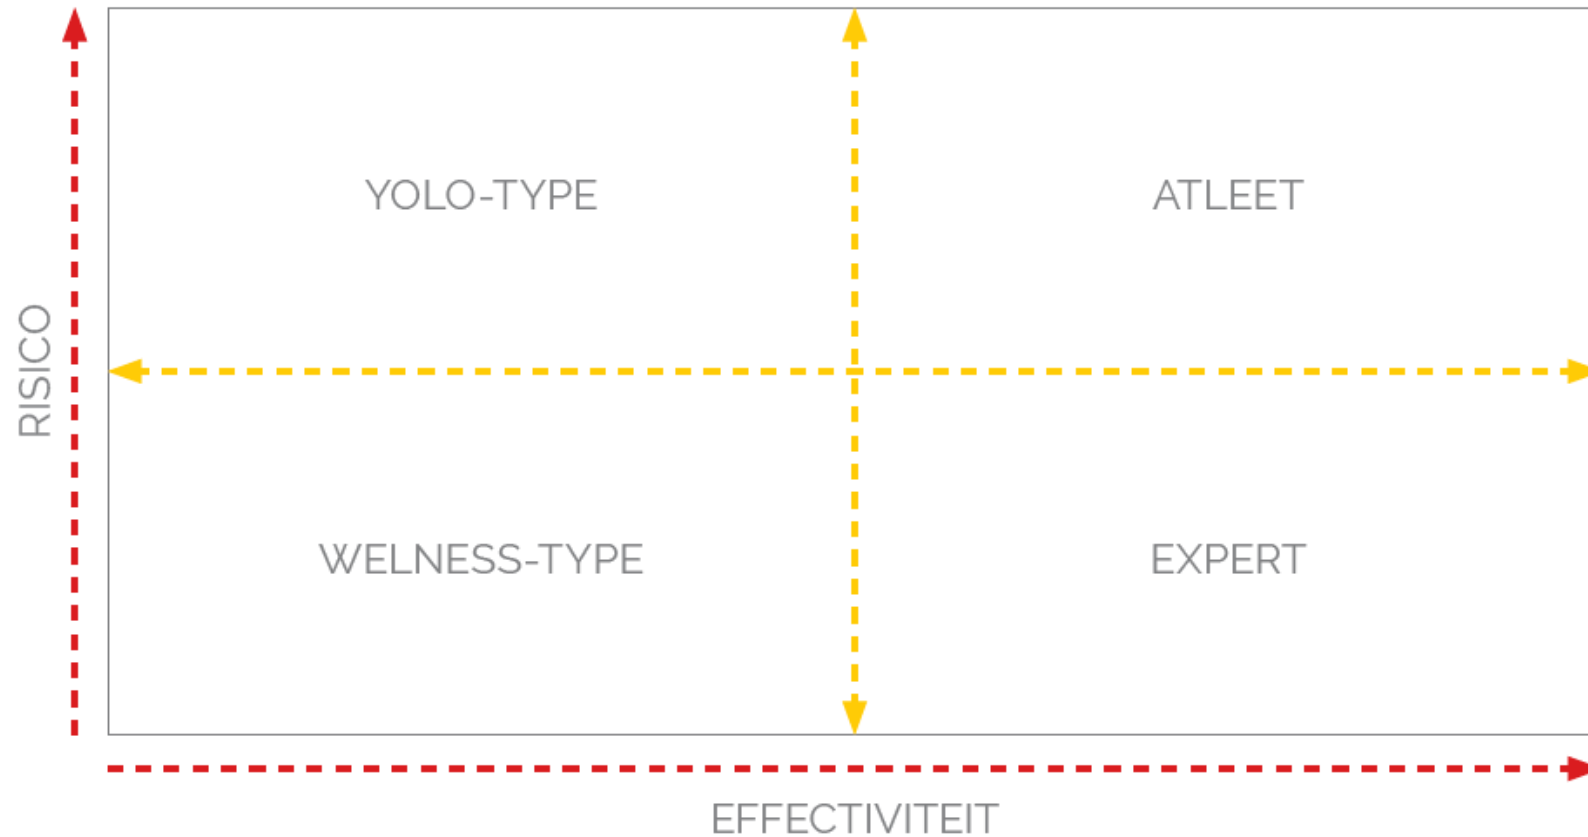 YOLO-TYPE
ATLEET
RISICO
WELNESS-TYPE
EXPERT
EFFECTIVITEIT